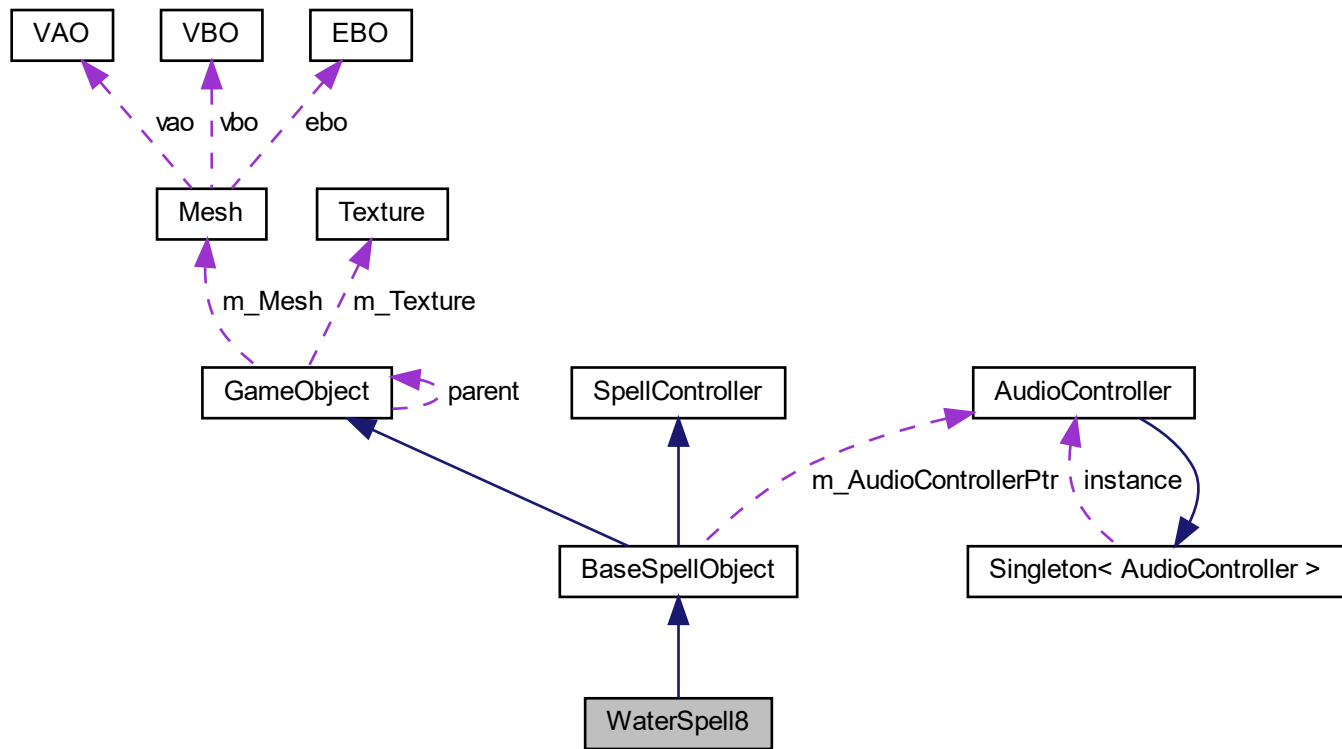 VAO
VBO
EBO
vao
vbo
ebo
Mesh
Texture
m_Mesh
m_Texture
GameObject
parent
SpellController
AudioController
m_AudioControllerPtr
instance
BaseSpellObject
Singleton< AudioController >
WaterSpell8